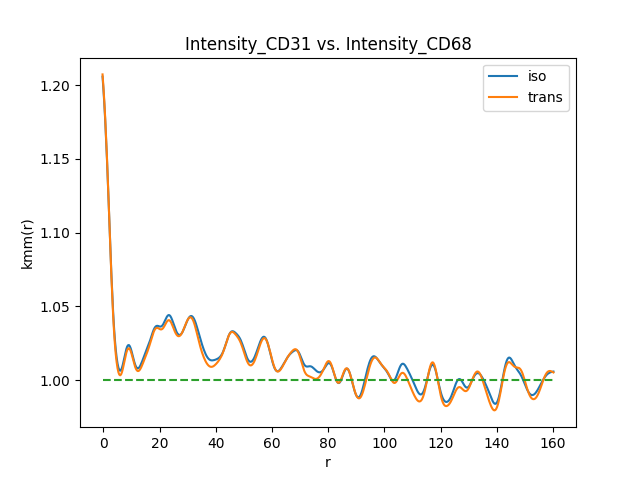 Intensity_CD31 vs. Intensity_CD68
iso
trans
kmm(r)
1.20
1.15
1.10
1.05
1.00
0 20 40 60 80 100 120 140 160
r